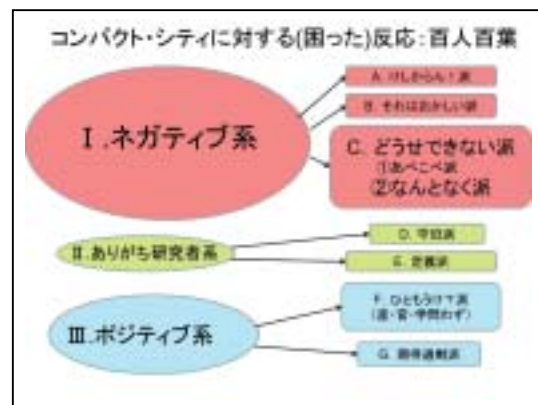 コンパクト・シティに対する(困った)反応：百人百葉
Ⅰ.ネガティブ系
A. けしからん！派
B. それはおかしい派
C. どうせできない派
①あべこべ派
②なんとなく派
Ⅱ.ありがち研究者系
D. 守旧派
E. 定義派
Ⅲ.ポジティブ系
F. ひともうけ？派
(産・官・学問わず)
G. 期待過剰派